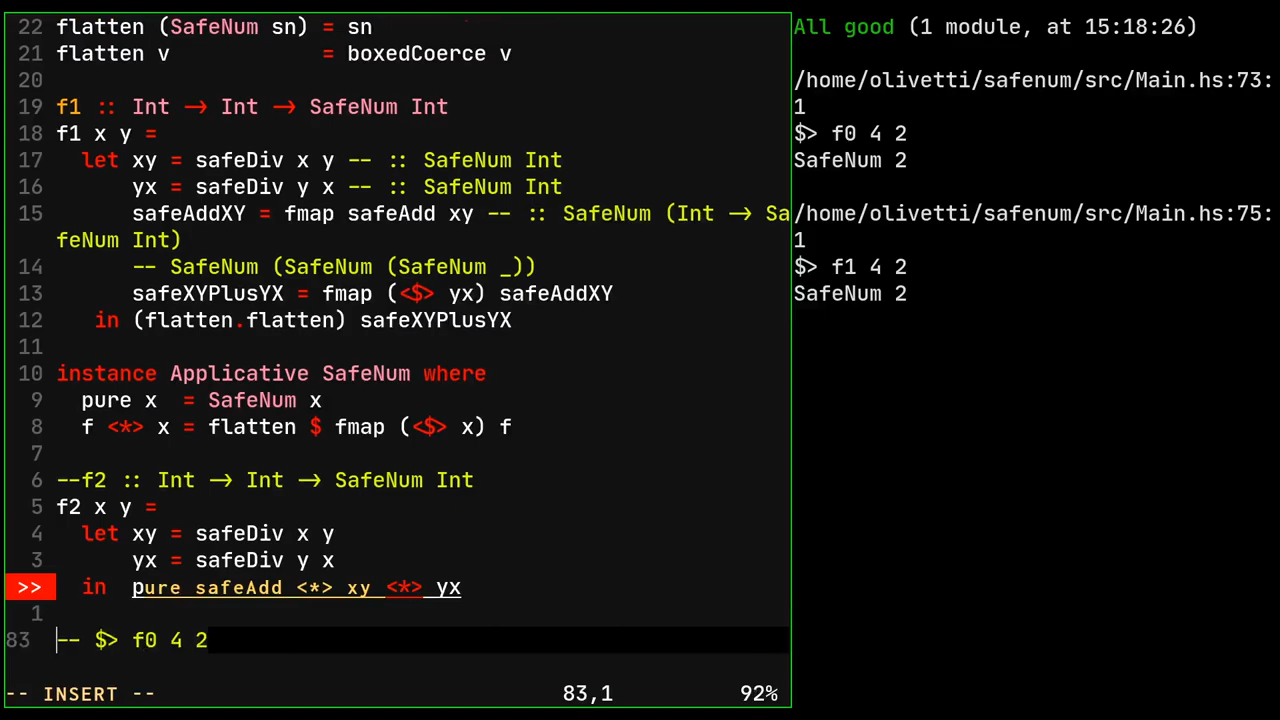 22 flatten (SafeNum sn) = sn
21 flatten v            = boxedCoerce v
20
19 f1 :: Int -> Int -> SafeNum Int
18 f1 x y =
17   let xy = safeDiv x y -- :: SafeNum Int
16       yx = safeDiv y x -- :: SafeNum Int
15       safeAddXY = fmap safeAdd xy -- :: SafeNum (Int -> Sa
feNum Int)
14       -- SafeNum (SafeNum (SafeNum _))
13       safeXYPlusYX = fmap (<$> yx) safeAddXY
12    in (flatten.flatten) safeXYPlusYX
11
10 instance Applicative SafeNum where
9   pure x  = SafeNum x
8   f <*> x = flatten $ fmap (<$> x) f
7
6 --f2 :: Int -> Int -> SafeNum Int
5 f2 x y =
4   let xy = safeDiv x y
3       yx = safeDiv y x
>>   in  pure safeAdd <*> xy <*> yx
1
83 -- $> f0 4 2
-- INSERT -- 83,1 92%
All good (1 module, at 15:18:26)
/home/olivetti/safenum/src/Main.hs:73:
1
$> f0 4 2
SafeNum 2
/home/olivetti/safenum/src/Main.hs:75:
1
$> f1 4 2
SafeNum 2